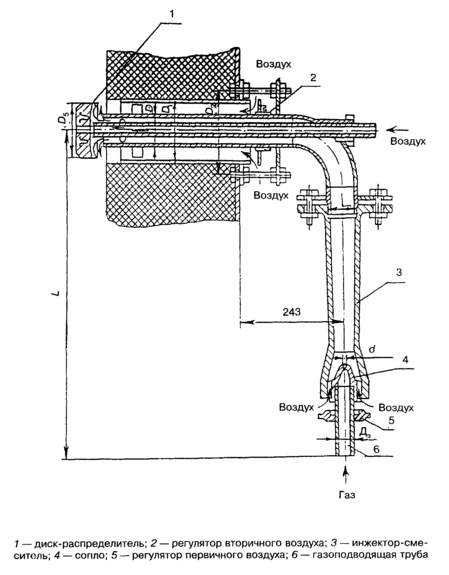 1
Воздух
2
D₅
D
Воздух
Воздух
L
243
3
d
4
Воздух
Воздух
5
6
Газ
1 — диск-распределитель; 2 — регулятор вторичного воздуха; 3 — инжектор-сме-
ситель; 4 — сопло; 5 — регулятор первичного воздуха; 6 — газоподводящая труба